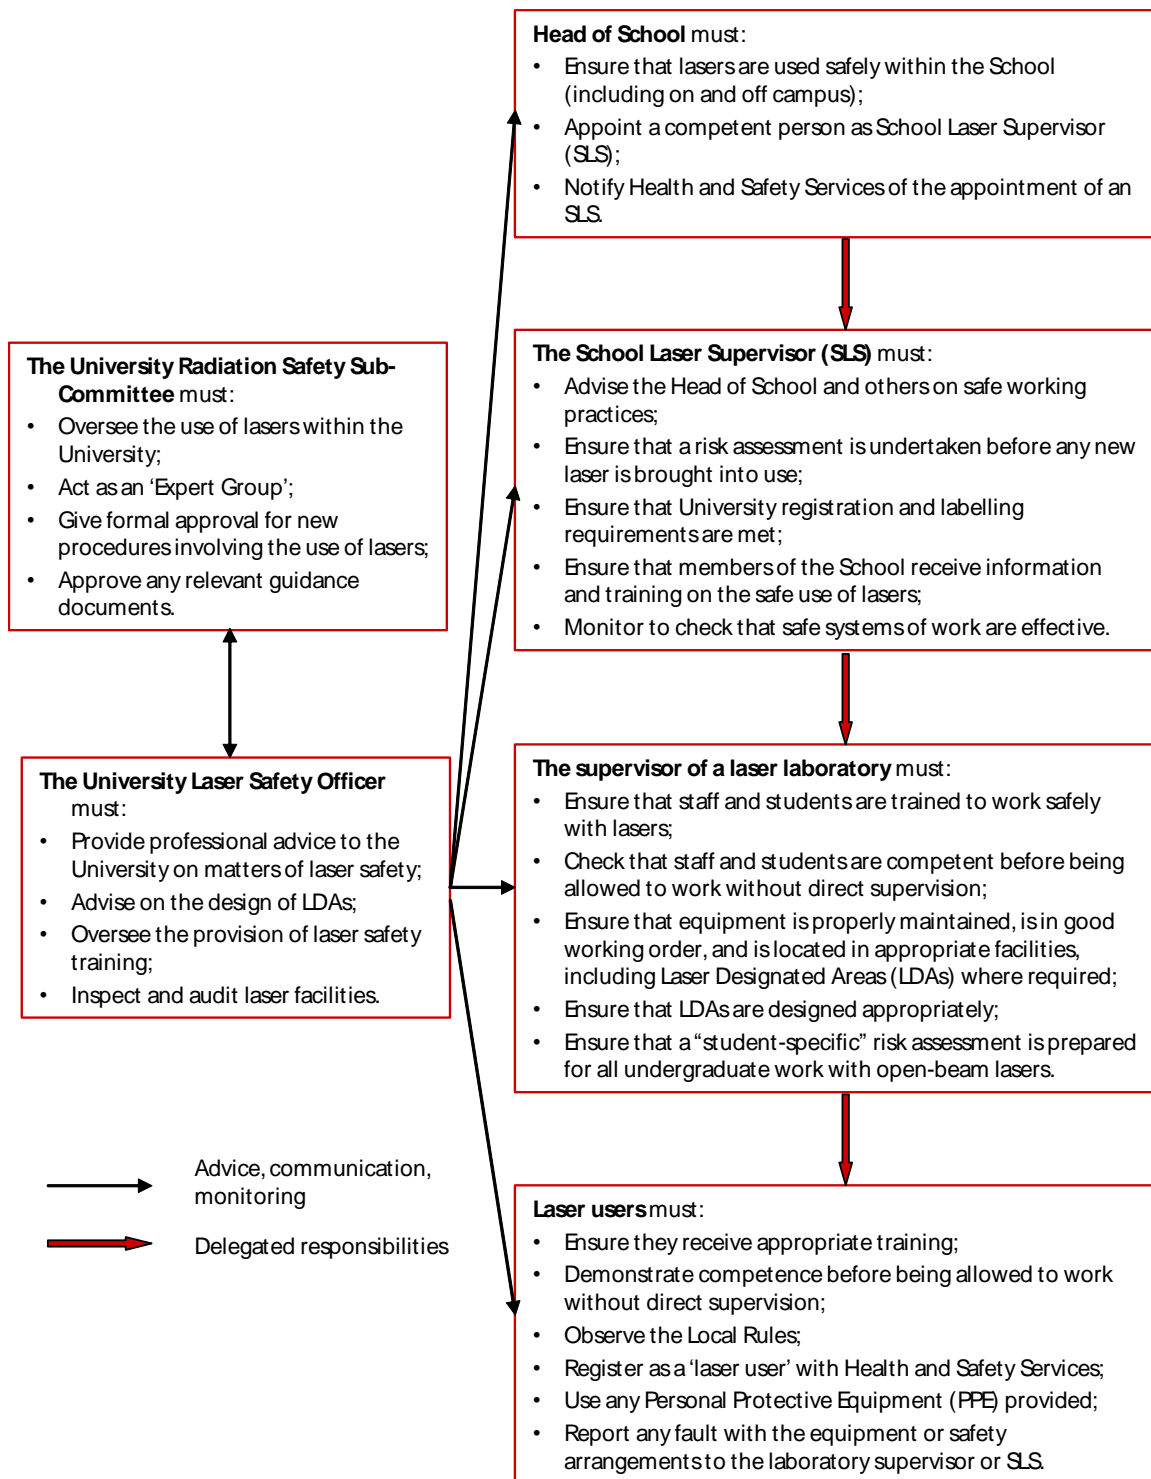 Head of School must:
• Ensure that lasers are used safely within the School
(including on and off campus);
• Appoint a competent person as School Laser Supervisor
(SLS);
• Notify Health and Safety Services of the appointment of an
SLS.
The University Radiation Safety Sub-
Committee must:
• Oversee the use of lasers within the
University;
• Act as an ‘Expert Group’;
• Give formal approval for new
procedures involving the use of lasers;
• Approve any relevant guidance
documents.
The School Laser Supervisor (SLS) must:
• Advise the Head of School and others on safe working
practices;
• Ensure that a risk assessment is undertaken before any new
laser is brought into use;
• Ensure that University registration and labelling
requirements are met;
• Ensure that members of the School receive information
and training on the safe use of lasers;
• Monitor to check that safe systems of work are effective.
The University Laser Safety Officer
must:
• Provide professional advice to the
University on matters of laser safety;
• Advise on the design of LDAs;
• Oversee the provision of laser safety
training;
• Inspect and audit laser facilities.
The supervisor of a laser laboratory must:
• Ensure that staff and students are trained to work safely
with lasers;
• Check that staff and students are competent before being
allowed to work without direct supervision;
• Ensure that equipment is properly maintained, is in good
working order, and is located in appropriate facilities,
including Laser Designated Areas (LDAs) where required;
• Ensure that LDAs are designed appropriately;
• Ensure that a “student-specific” risk assessment is prepared
for all undergraduate work with open-beam lasers.
Advice, communication,
monitoring
Delegated responsibilities
Laser users must:
• Ensure they receive appropriate training;
• Demonstrate competence before being allowed to work
without direct supervision;
• Observe the Local Rules;
• Register as a ‘laser user’ with Health and Safety Services;
• Use any Personal Protective Equipment (PPE) provided;
• Report any fault with the equipment or safety
arrangements to the laboratory supervisor or SLS.